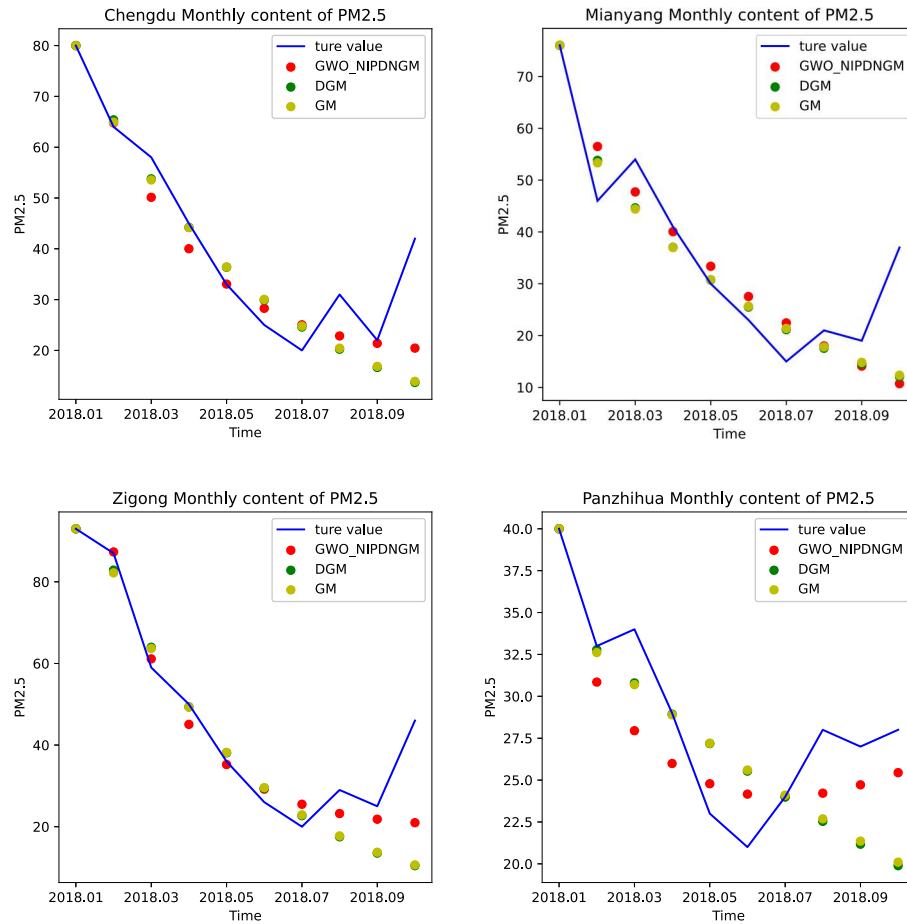 Chengdu Monthly content of PM2.5
80
70
60
50
40
30
20
PM2.5
2018.01 2018.03 2018.05 2018.07 2018.09
Time
ture value
GWO_NIPDNGM
DGM
GM
Mianyang Monthly content of PM2.5
70
60
50
40
30
20
10
PM2.5
2018.01 2018.03 2018.05 2018.07 2018.09
Time
ture value
GWO_NIPDNGM
DGM
GM
Zigong Monthly content of PM2.5
80
60
40
20
PM2.5
2018.01 2018.03 2018.05 2018.07 2018.09
Time
ture value
GWO_NIPDNGM
DGM
GM
Panzhihua Monthly content of PM2.5
40.0
37.5
35.0
32.5
30.0
27.5
25.0
22.5
20.0
PM2.5
2018.01 2018.03 2018.05 2018.07 2018.09
Time
ture value
GWO_NIPDNGM
DGM
GM